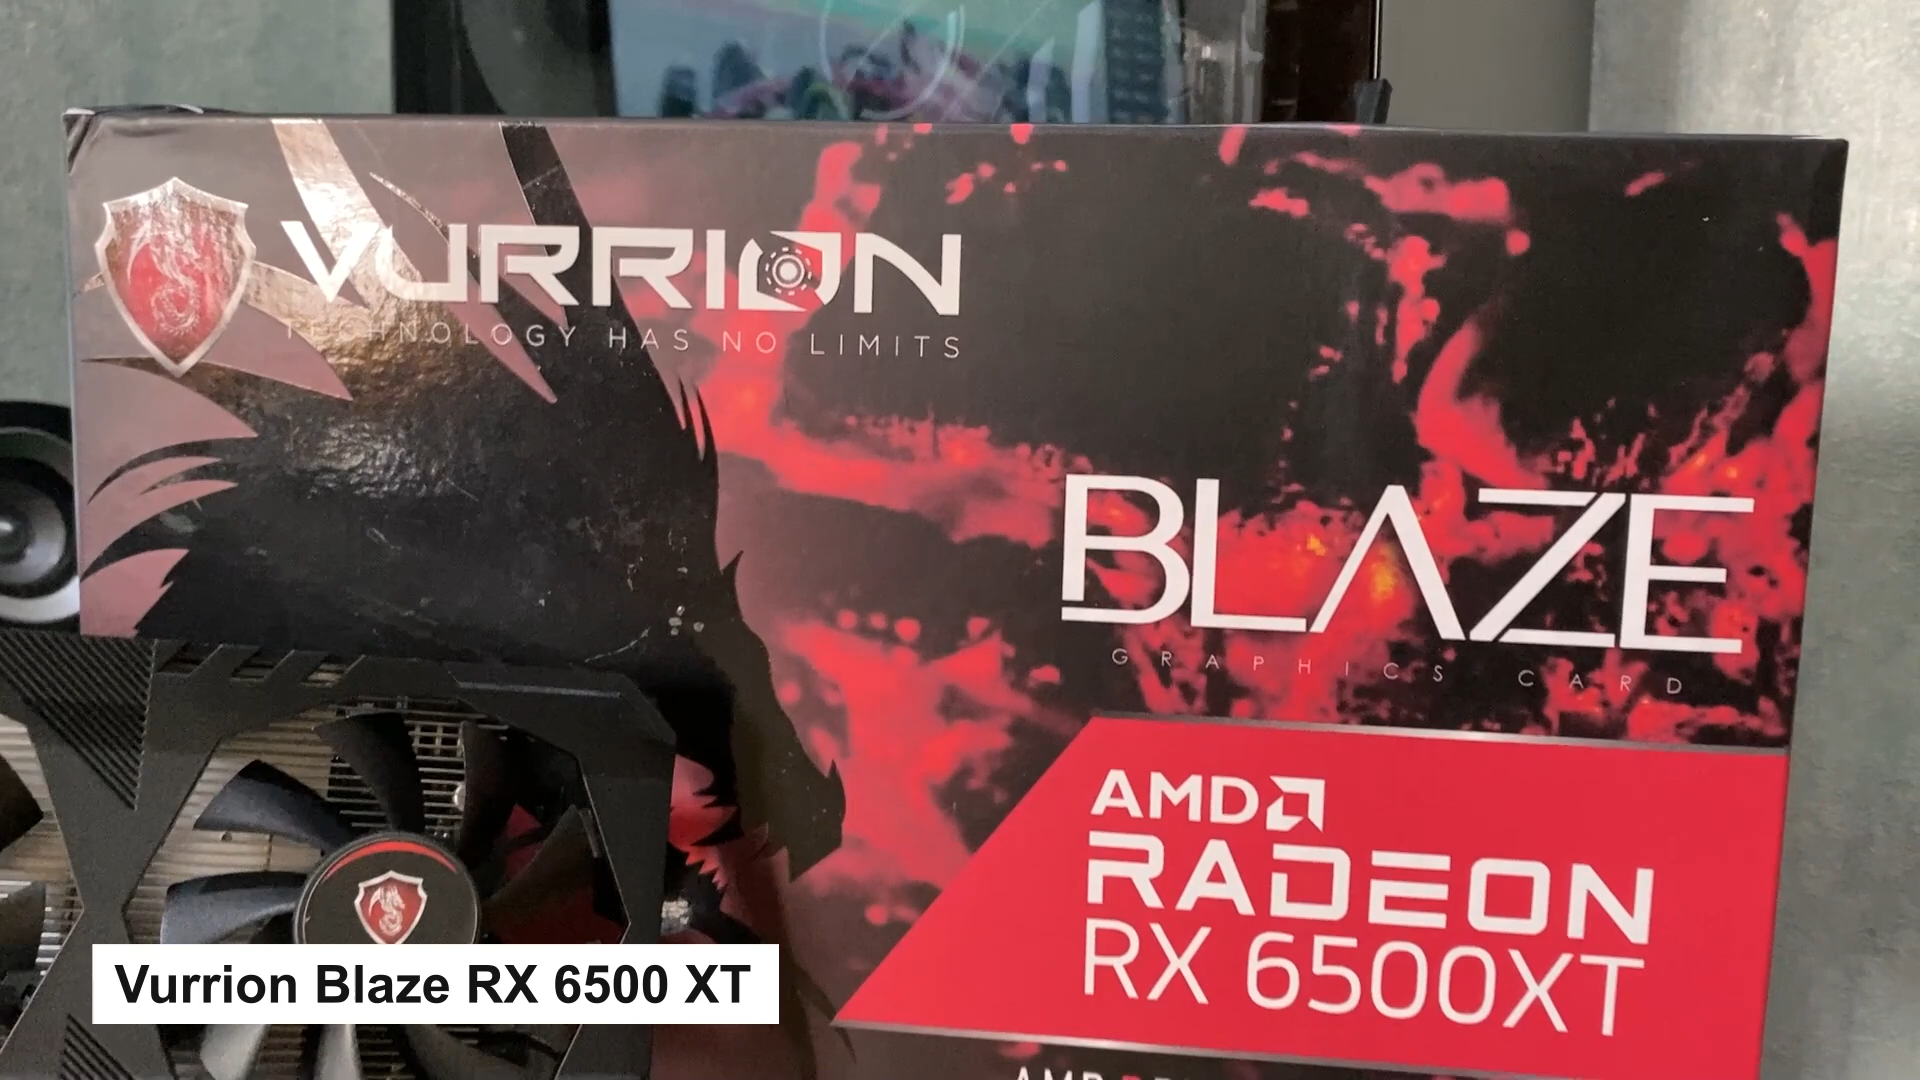 VURRION
TECHNOLOGY HAS NO LIMITS
BLAZE
GRAPHICS CARD
AMD
RADEON
RX 6500XT
Vurrion Blaze RX 6500 XT